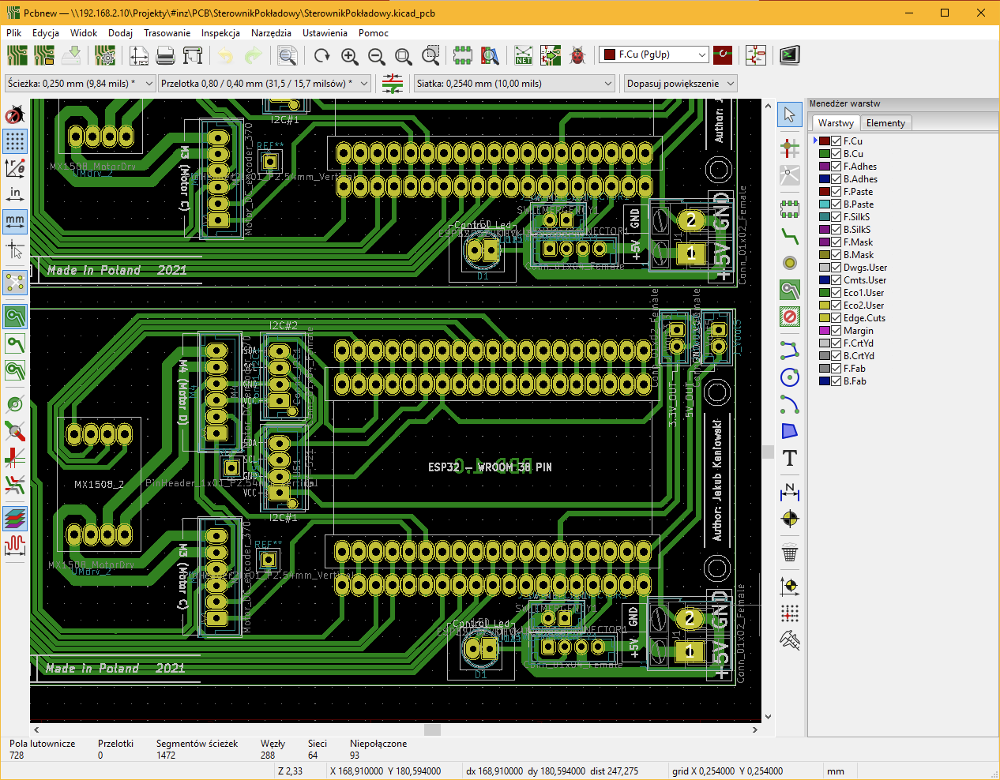 Pcbnew — \\192.168.2.10\Projekty\#inz\PCB\SterownikPokładowy\SterownikPokładowy.kicad_pcb
Plik Edycja Widok Dodaj Trasowanie Inspekcja Narzędzia Ustawienia Pomoc
NET
F.Cu (PgUp)
Ścieżka: 0,250 mm (9,84 mils) *
Przelotka 0,80 / 0,40 mm (31,5 / 15,7 milsów) *
Siatka: 0,2540 mm (10,00 mils)
Dopasuj powiększenie
in
mm
I2C#1
MX1508_MotorDrv
M3 (Motor C)
Motor_DC_encoder_370
REF**
GND
+5V
Control Led
D1
2
1
+5V GND
Conn_01x02_Female
Made in Poland 2021
I2C#2
M4 (Motor D)
SDA
SCL
GND
VCC
3.3V_OUT
5V_OUT
MX1508_2
PinHeader_1x01_P2.54mm_Vertical
SDA
SCL
GND
VCC
I2C#1
ESP32 – WROOM 38 PIN
Author: Jakub Kanlowski
MX1508_MotorDrv
M3 (Motor C)
Motor_DC_encoder_370
REF**
GND
+5V
Control Led
D1
2
1
J1
+5V GND
Conn_01x02_Female
Made in Poland 2021
Menedżer warstw
Warstwy Elementy
F.Cu
B.Cu
F.Adhes
B.Adhes
F.Paste
B.Paste
F.SilkS
B.SilkS
F.Mask
B.Mask
Dwgs.User
Cmts.User
Eco1.User
Eco2.User
Edge.Cuts
Margin
F.CrtYd
B.CrtYd
F.Fab
B.Fab
T
N
Pola lutownicze Przelotki Segmentów ścieżek Węzły Sieci Niepołączone
728 0 1472 288 64 93
Z 2,33 X 168,910000 Y 180,594000 dx 168,910000 dy 180,594000 dist 247,275 grid X 0,254000 Y 0,254000 mm